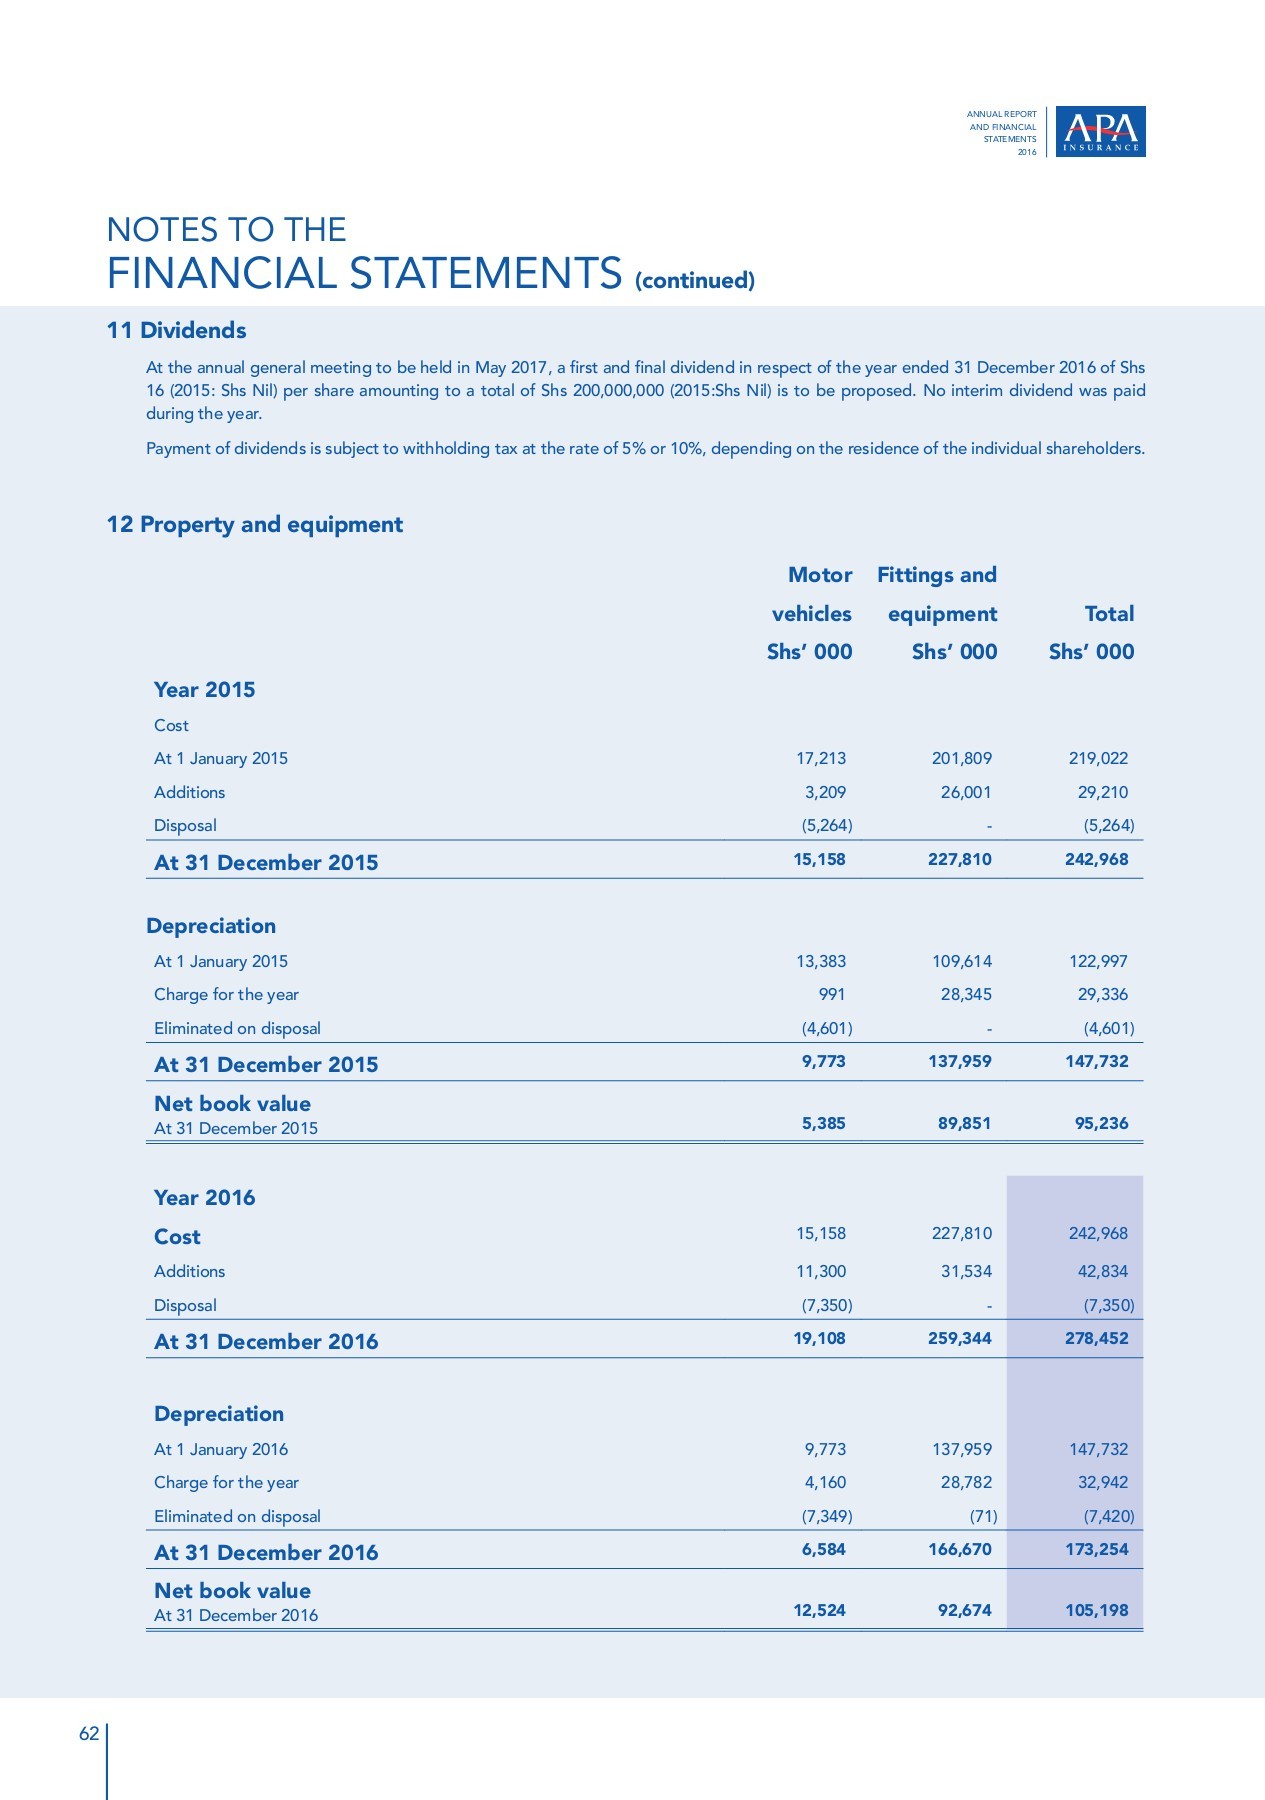 ANNUAL REPORT
AND FINANCIAL
STATEMENTS
2016
APA
INSURANCE
NOTES TO THE
FINANCIAL STATEMENTS (continued)
11 Dividends
At the annual general meeting to be held in May 2017, a first and final dividend in respect of the year ended 31 December 2016 of Shs
16 (2015: Shs Nil) per share amounting to a total of Shs 200,000,000 (2015:Shs Nil) is to be proposed. No interim dividend was paid
during the year.
Payment of dividends is subject to withholding tax at the rate of 5% or 10%, depending on the residence of the individual shareholders.
12 Property and equipment
Motor Fittings and
vehicles equipment Total
Shs’ 000 Shs’ 000 Shs’ 000
Year 2015
Cost
At 1 January 2015 17,213 201,809 219,022
Additions 3,209 26,001 29,210
Disposal (5,264) - (5,264)
At 31 December 2015 15,158 227,810 242,968
Depreciation
At 1 January 2015 13,383 109,614 122,997
Charge for the year 991 28,345 29,336
Eliminated on disposal (4,601) - (4,601)
At 31 December 2015 9,773 137,959 147,732
Net book value
At 31 December 2015 5,385 89,851 95,236
Year 2016
Cost 15,158 227,810 242,968
Additions 11,300 31,534 42,834
Disposal (7,350) - (7,350)
At 31 December 2016 19,108 259,344 278,452
Depreciation
At 1 January 2016 9,773 137,959 147,732
Charge for the year 4,160 28,782 32,942
Eliminated on disposal (7,349) (71) (7,420)
At 31 December 2016 6,584 166,670 173,254
Net book value
At 31 December 2016 12,524 92,674 105,198
62